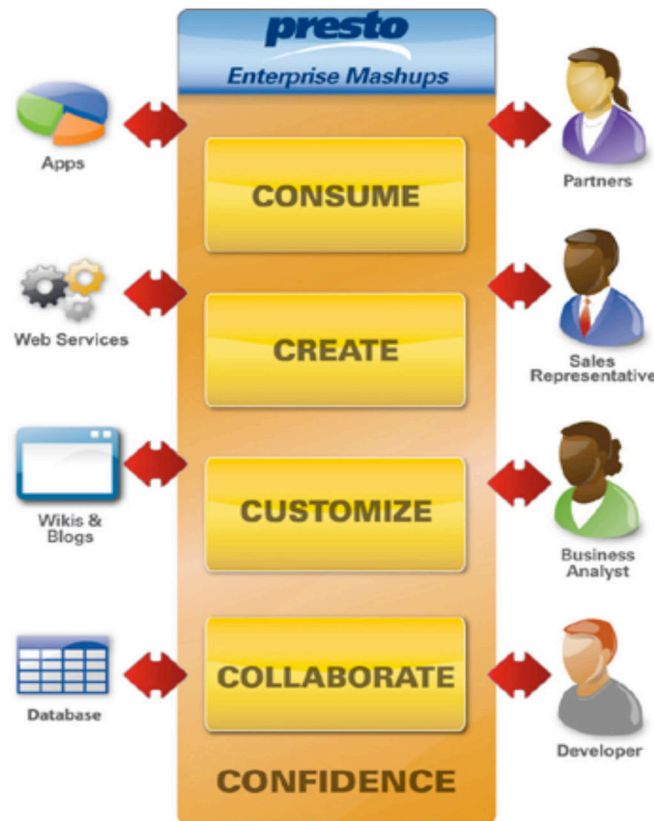 presto
Enterprise Mashups
Apps
CONSUME
Partners
Web Services
CREATE
Sales
Representative
Wikis &
Blogs
CUSTOMIZE
Business
Analyst
Database
COLLABORATE
Developer
CONFIDENCE